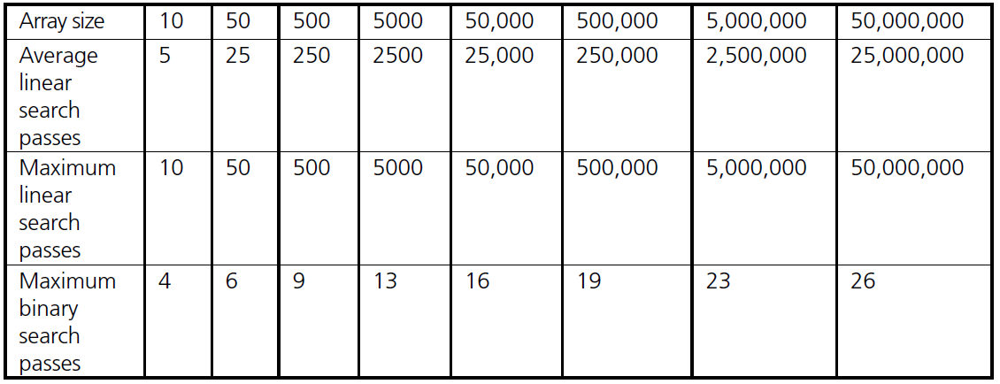 Array size 10 50 500 5000 50,000 500,000 5,000,000 50,000,000
Average 5 25 250 2500 25,000 250,000 2,500,000 25,000,000
linear
search
passes
Maximum 10 50 500 5000 50,000 500,000 5,000,000 50,000,000
linear
search
passes
Maximum 4 6 9 13 16 19 23 26
binary
search
passes